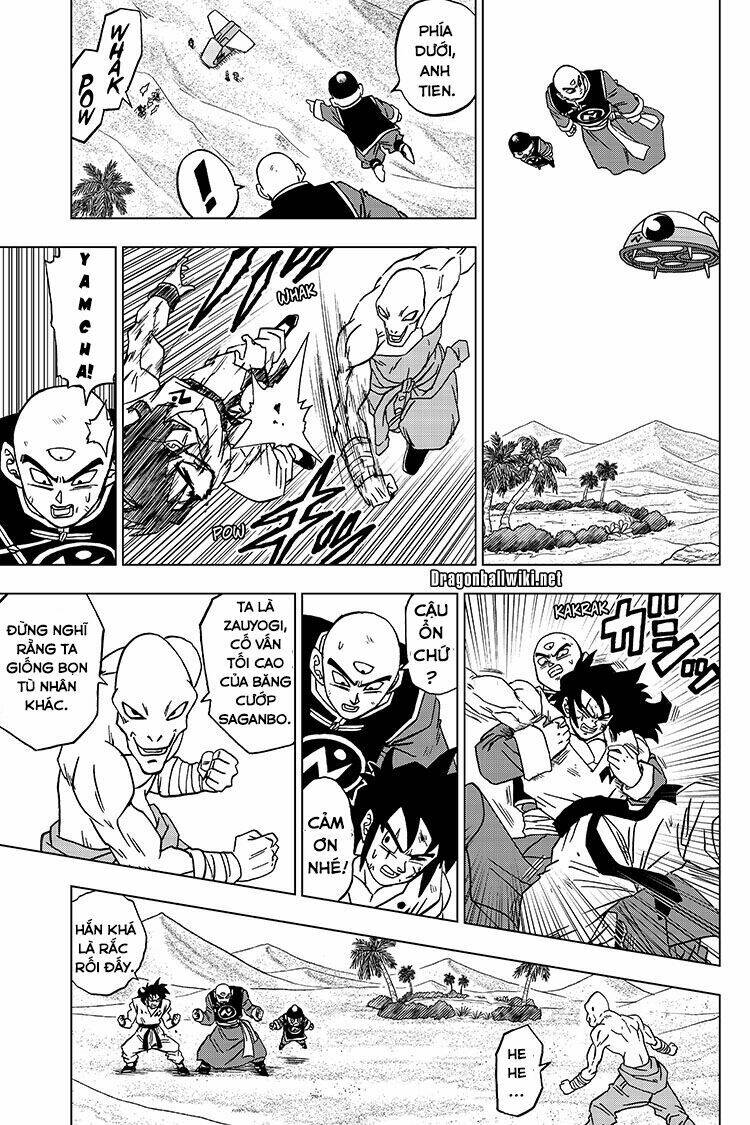 PHÍA
DƯỚI,
ANH
TIEN.
WHAK
POW
!
WHAK
POW
YAMCHA!
Dragonballwiki.net
KAKRAK
CẬU
ỔN
CHỨ
?
CẢM
ƠN
NHÉ!
TA LÀ
ZAUYOGI,
CỐ VẤN
TỐI CAO
CỦA BĂNG
CƯỚP
SAGANBO.
ĐỪNG NGHĨ
RẰNG TA
GIỐNG BỌN
TÙ NHÂN
KHÁC.
HẮN KHÁ
LÀ RẮC
RỐI ĐẤY.
HE
HE
...